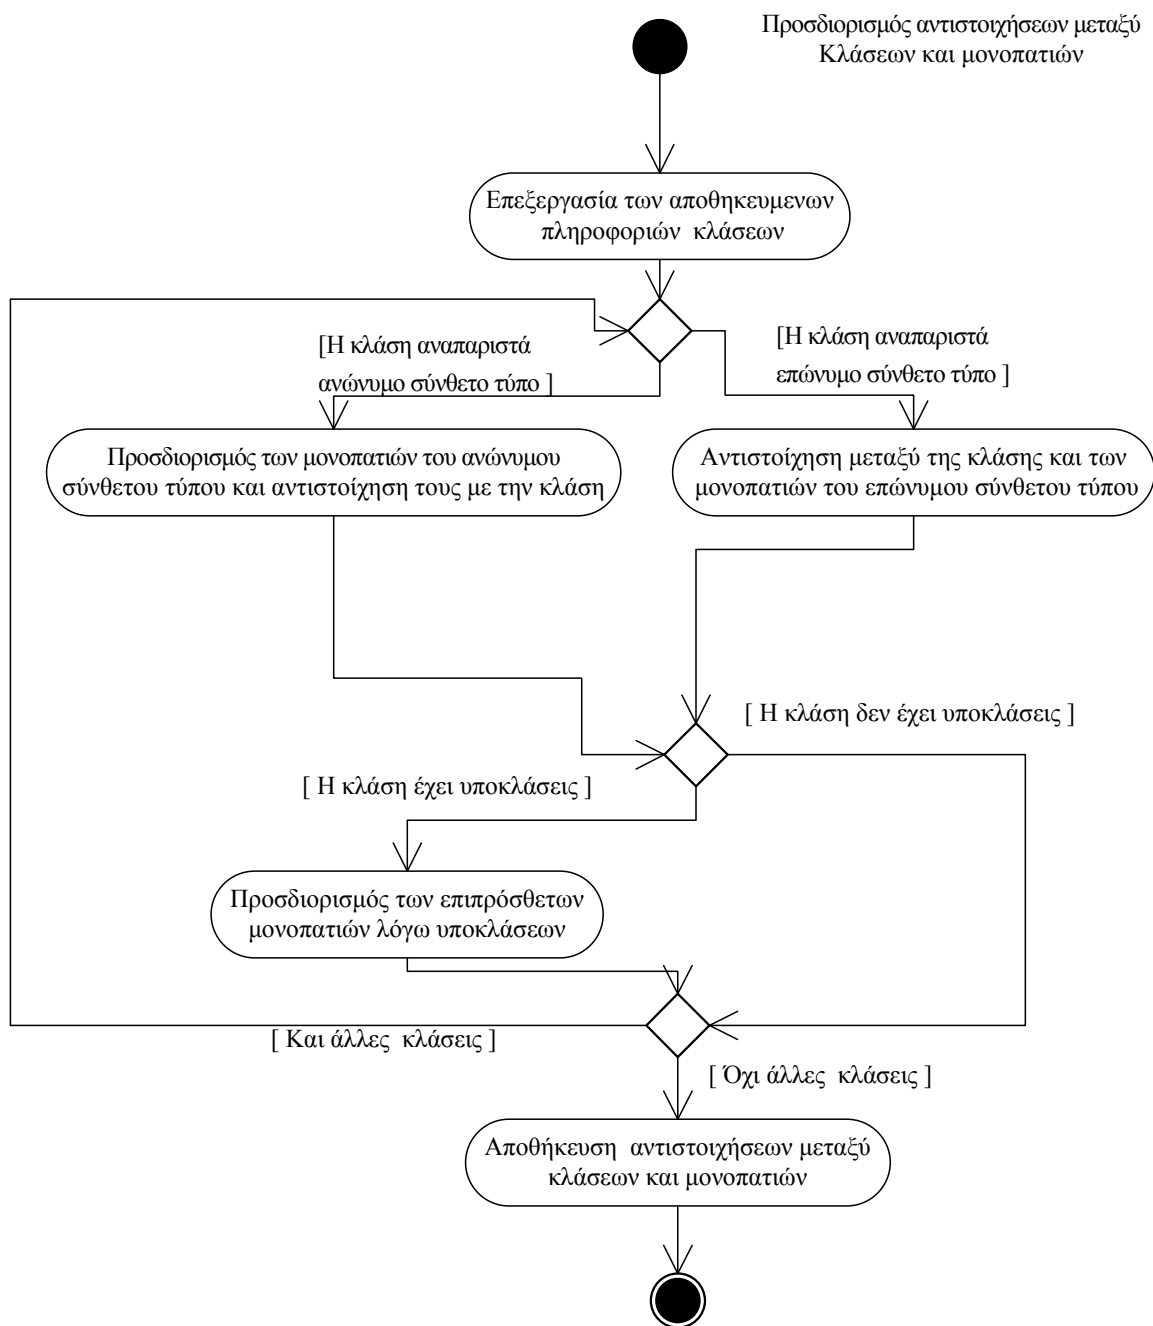 Προσδιορισμός αντιστοιχήσεων μεταξύ
Κλάσεων και μονοπατιών
Επεξεργασία των αποθηκευμενων
πληροφοριών κλάσεων
[Η κλάση αναπαριστά
ανώνυμο σύνθετο τύπο ]
[Η κλάση αναπαριστά
επώνυμο σύνθετο τύπο ]
Προσδιορισμός των μονοπατιών του ανώνυμου
σύνθετου τύπου και αντιστοίχηση τους με την κλάση
Αντιστοίχηση μεταξύ της κλάσης και των
μονοπατιών του επώνυμου σύνθετου τύπου
[ Η κλάση δεν έχει υποκλάσεις ]
[ Η κλάση έχει υποκλάσεις ]
Προσδιορισμός των επιπρόσθετων
μονοπατιών λόγω υποκλάσεων
[ Και άλλες κλάσεις ]
[ Όχι άλλες κλάσεις ]
Αποθήκευση αντιστοιχήσεων μεταξύ
κλάσεων και μονοπατιών